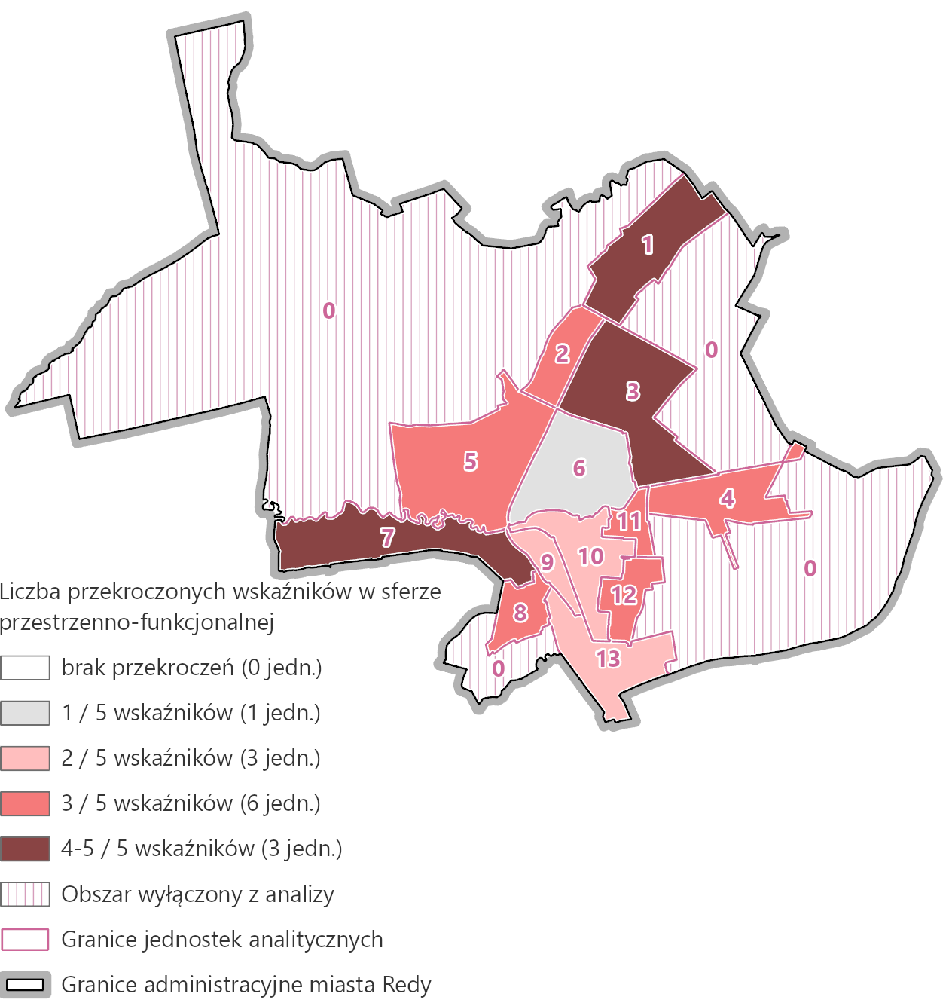 1
0
0
2
3
5
6
4
11
7
10
9
0
12
8
13
0
Liczba przekroczonych wskaźników w sferze
przestrzenno-funkcjonalnej
brak przekroczeń (0 jedn.)
1 / 5 wskaźników (1 jedn.)
2 / 5 wskaźników (3 jedn.)
3 / 5 wskaźników (6 jedn.)
4-5 / 5 wskaźników (3 jedn.)
Obszar wyłączony z analizy
Granice jednostek analitycznych
Granice administracyjne miasta Redy